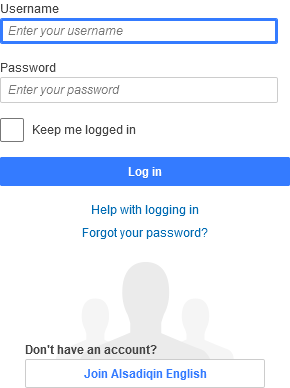 Username
Enter your username
Password
Enter your password
Keep me logged in
Log in
Help with logging in
Forgot your password?
Don't have an account?
Join Alsadiqin English